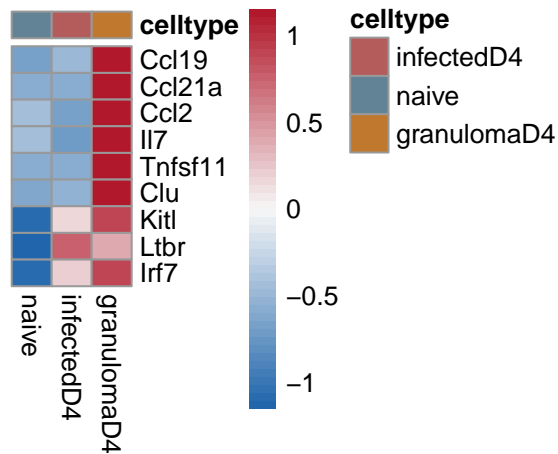 celltype
Ccl19
Ccl21a
Ccl2
Il7
Tnfsf11
Clu
Kitl
Ltbr
Irf7
naive
infectedD4
granulomaD4
1
0.5
0
−0.5
−1
celltype
infectedD4
naive
granulomaD4